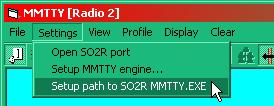 MMTTY [Radio 2]
File Settings View Profile Display Clear
Open SO2R port
Setup MMTTY engine...
Setup path to SO2R MMTTY.EXE